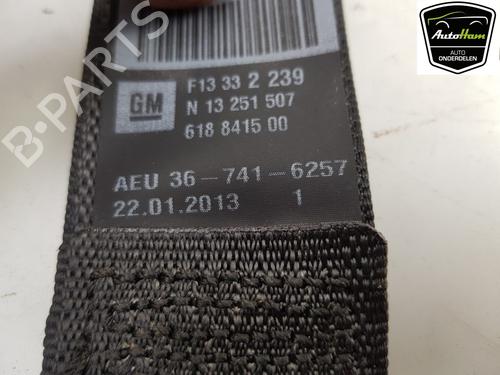 AutoHam
AUTO
ONDERDELEN
B-PARTS
F13 33 2 239
GM
N 13 251 507
618 8415 00
AEU 36-741-6257
22.01.2013 1